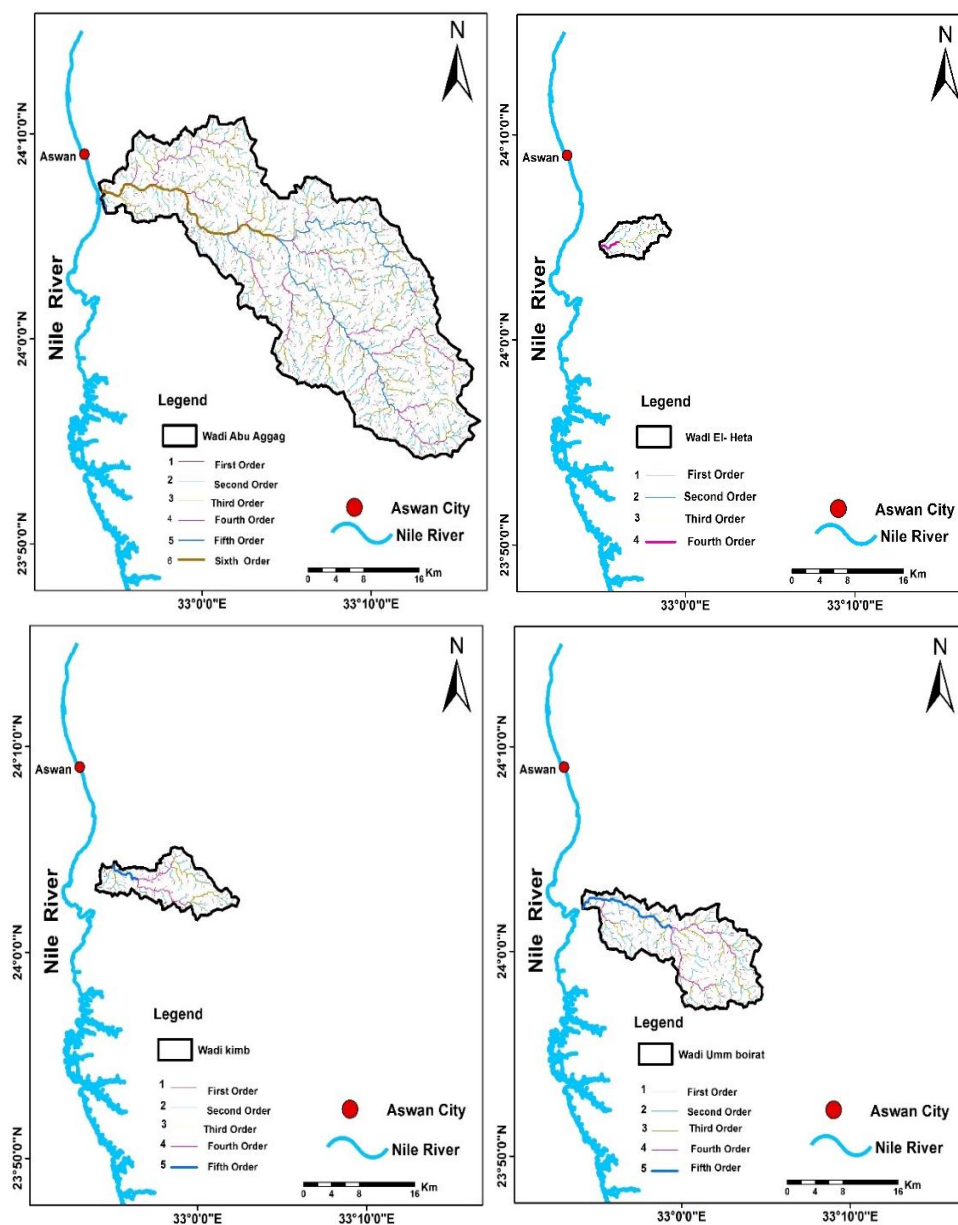 N
24°10'0"N
Aswan
Nile River
24°0'0"N
Legend
Wadi Abu Aggag
1 First Order
2 Second Order
3 Third Order
4 Fourth Order
5 Fifth Order
6 Sixth Order
Aswan City
Nile River
23°50'0"N
0 4 8 16 Km
33°0'0"E 33°10'0"E
N
24°10'0"N
Aswan
Nile River
24°0'0"N
Legend
Wadi El- Heta
1 First Order
2 Second Order
3 Third Order
4 Fourth Order
Aswan City
Nile River
23°50'0"N
0 2 4 8 16 Km
33°0'0"E 33°10'0"E
N
24°10'0"N
Aswan
Nile River
24°0'0"N
Legend
Wadi kimb
1 First Order
2 Second Order
3 Third Order
4 Fourth Order
5 Fifth Order
Aswan City
Nile River
23°50'0"N
0 4 8 16 Km
33°0'0"E 33°10'0"E
N
24°10'0"N
Aswan
Nile River
24°0'0"N
Legend
Wadi Umm boirat
1 First Order
2 Second Order
3 Third Order
4 Fourth Order
5 Fifth Order
Aswan City
Nile River
23°50'0"N
0 2 4 8 16 Km
33°0'0"E 33°10'0"E